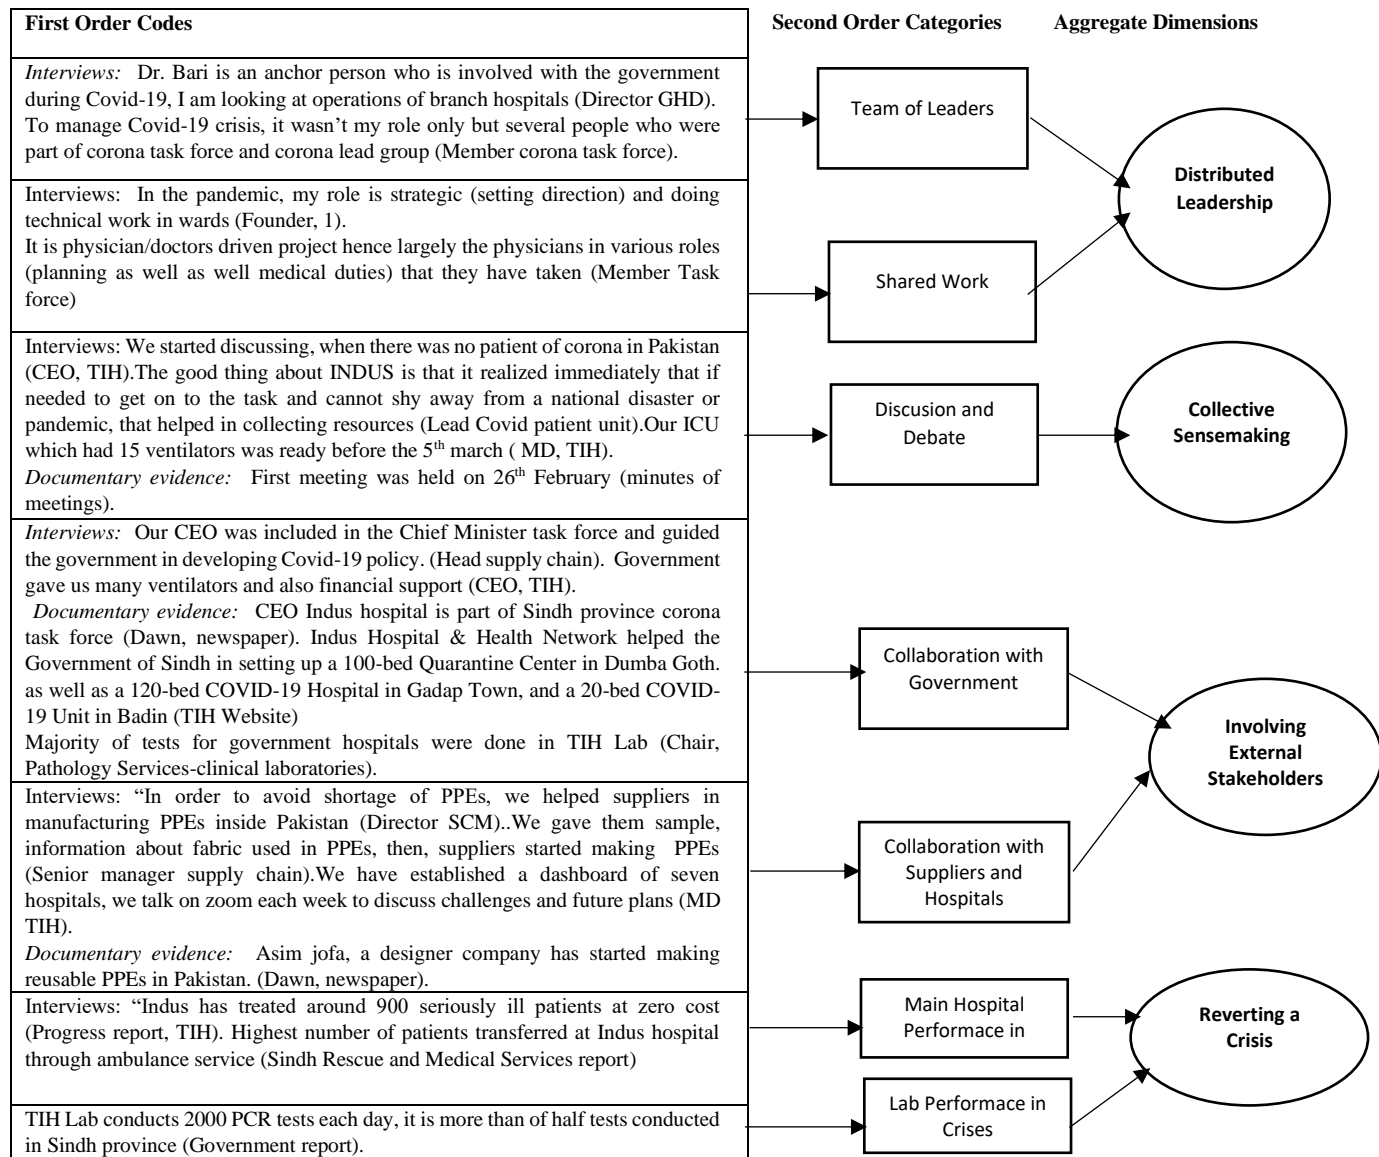 First Order Codes
Second Order Categories
Aggregate Dimensions
Interviews: Dr. Bari is an anchor person who is involved with the government
during Covid-19, I am looking at operations of branch hospitals (Director GHD).
To manage Covid-19 crisis, it wasn't my role only but several people who were
part of corona task force and corona lead group (Member corona task force).
Team of Leaders
Distributed
Leadership
Interviews: In the pandemic, my role is strategic (setting direction) and doing
technical work in wards (Founder, 1).
It is physician/doctors driven project hence largely the physicians in various roles
(planning as well as well medical duties) that they have taken (Member Task
force)
Shared Work
Interviews: We started discussing, when there was no patient of corona in Pakistan
(CEO, TIH).The good thing about INDUS is that it realized immediately that if
needed to get on to the task and cannot shy away from a national disaster or
pandemic, that helped in collecting resources (Lead Covid patient unit).Our ICU
which had 15 ventilators was ready before the 5th march ( MD, TIH).
Documentary evidence: First meeting was held on 26th February (minutes of
meetings).
Discusion and
Debate
Collective
Sensemaking
Interviews: Our CEO was included in the Chief Minister task force and guided
the government in developing Covid-19 policy. (Head supply chain). Government
gave us many ventilators and also financial support (CEO, TIH).
Documentary evidence: CEO Indus hospital is part of Sindh province corona
task force (Dawn, newspaper). Indus Hospital & Health Network helped the
Government of Sindh in setting up a 100-bed Quarantine Center in Dumba Goth.
as well as a 120-bed COVID-19 Hospital in Gadap Town, and a 20-bed COVID-
19 Unit in Badin (TIH Website)
Majority of tests for government hospitals were done in TIH Lab (Chair,
Pathology Services-clinical laboratories).
Collaboration with
Government
Involving
External
Stakeholders
Interviews: “In order to avoid shortage of PPEs, we helped suppliers in
manufacturing PPEs inside Pakistan (Director SCM)..We gave them sample,
information about fabric used in PPEs, then, suppliers started making PPEs
(Senior manager supply chain).We have established a dashboard of seven
hospitals, we talk on zoom each week to discuss challenges and future plans (MD
TIH).
Documentary evidence: Asim jofa, a designer company has started making
reusable PPEs in Pakistan. (Dawn, newspaper).
Collaboration with
Suppliers and
Hospitals
Interviews: “Indus has treated around 900 seriously ill patients at zero cost
(Progress report, TIH). Highest number of patients transferred at Indus hospital
through ambulance service (Sindh Rescue and Medical Services report)
Main Hospital
Performace in
Reverting a
Crisis
TIH Lab conducts 2000 PCR tests each day, it is more than of half tests conducted
in Sindh province (Government report).
Lab Performace in
Crises